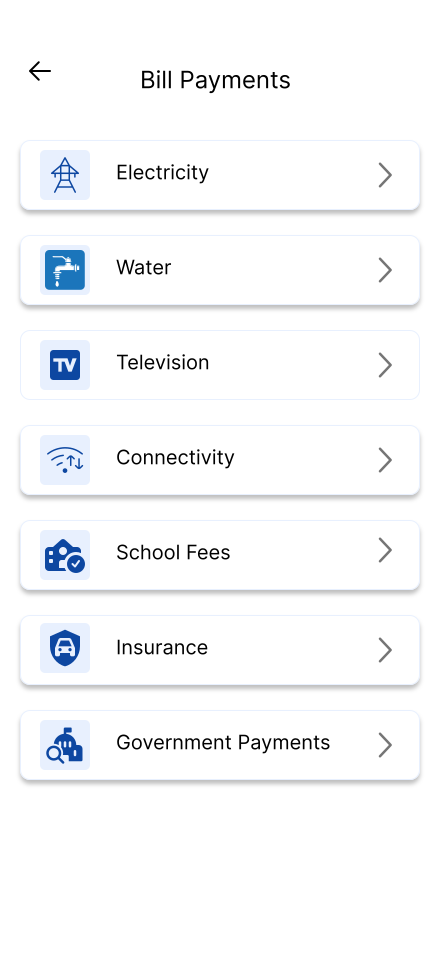 Bill Payments
Electricity
Water
TV
Television
Connectivity
School Fees
Insurance
Government Payments